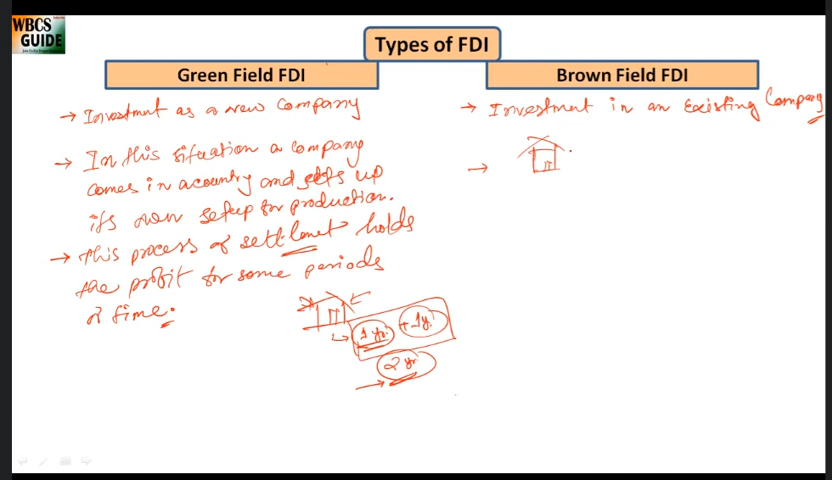 WBCS
GUIDE
Types of FDI
Green Field FDI
→ Investment as a new Company
→ In this situation a company
comes in a country and sets up
it's own setup for production.
→ This process of settlement holds
the profit for some periods
of time.
1 yr. + 1 yr.
2 yr
Brown Field FDI
→ Investment in an Existing Company
→